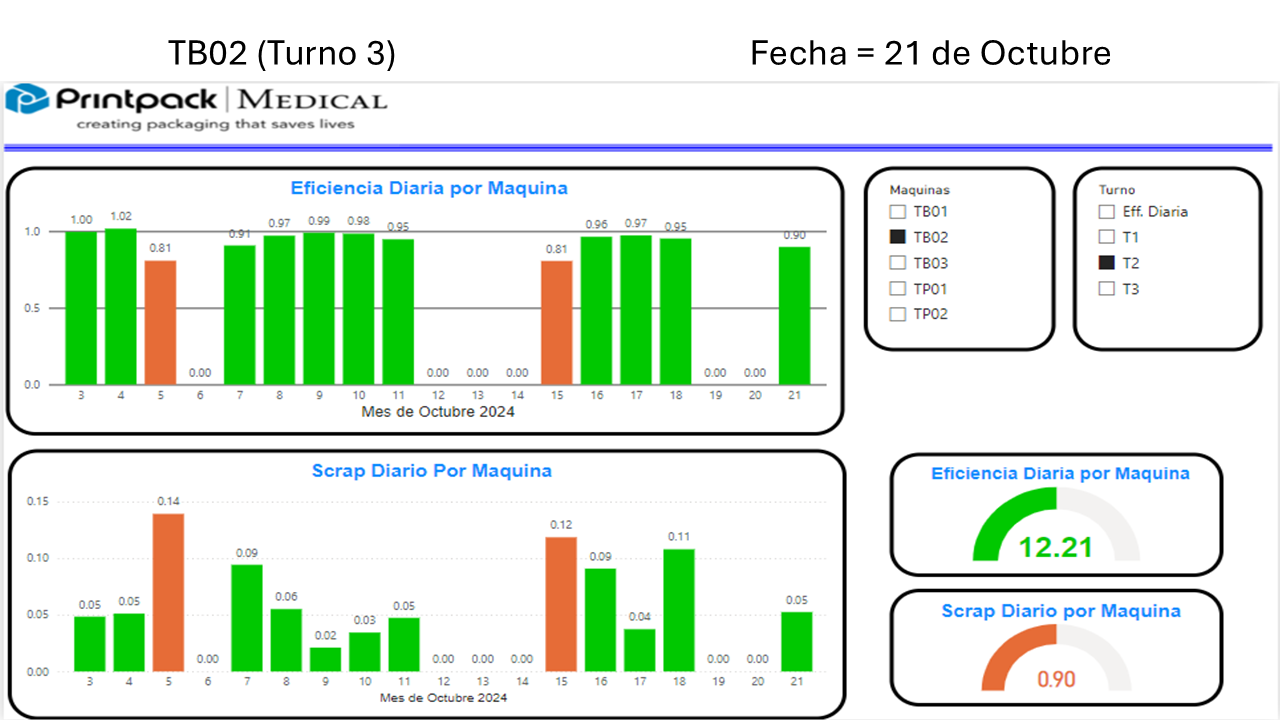 TB02 (Turno 3)
Fecha = 21 de Octubre
Printpack | MEDICAL
creating packaging that saves lives
Eficiencia Diaria por Maquina
1.00 1.02 0.81 0.00 0.91 0.97 0.99 0.98 0.95 0.00 0.00 0.00 0.81 0.96 0.97 0.95 0.00 0.00 0.90
1.0
0.5
0.0
3 4 5 6 7 8 9 10 11 12 13 14 15 16 17 18 19 20 21
Mes de Octubre 2024
Maquinas
TB01
TB02
TB03
TP01
TP02
Turno
Eff. Diaria
T1
T2
T3
Scrap Diario Por Maquina
0.15
0.10
0.05
0.00
0.05 0.05 0.14 0.00 0.09 0.06 0.02 0.03 0.05 0.00 0.00 0.00 0.12 0.09 0.04 0.11 0.00 0.00 0.05
3 4 5 6 7 8 9 10 11 12 13 14 15 16 17 18 19 20 21
Mes de Octubre 2024
Eficiencia Diaria por Maquina
12.21
Scrap Diario por Maquina
0.90